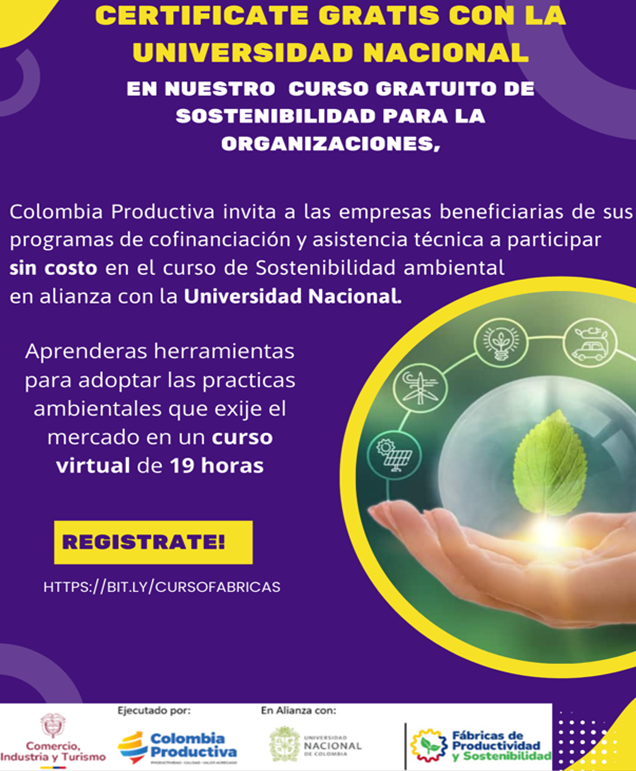 CERTIFICATE GRATIS CON LA
UNIVERSIDAD NACIONAL
EN NUESTRO CURSO GRATUITO DE
SOSTENIBILIDAD PARA LA
ORGANIZACIONES,
Colombia Productiva invita a las empresas beneficiarias de sus
programas de cofinanciación y asistencia técnica a participar
sin costo en el curso de Sostenibilidad ambiental
en alianza con la Universidad Nacional.
Aprenderas herramientas
para adoptar las practicas
ambientales que exije el
mercado en un curso
virtual de 19 horas
REGISTRATE!
HTTPS://BIT.LY/CURSOFABRICAS
Ejecutado por:
En Alianza con:
Comercio,
Industria y Turismo
Colombia
Productiva
UNIVERSIDAD
NACIONAL
DE COLOMBIA
Fábricas de
Productividad
y Sostenibilidad